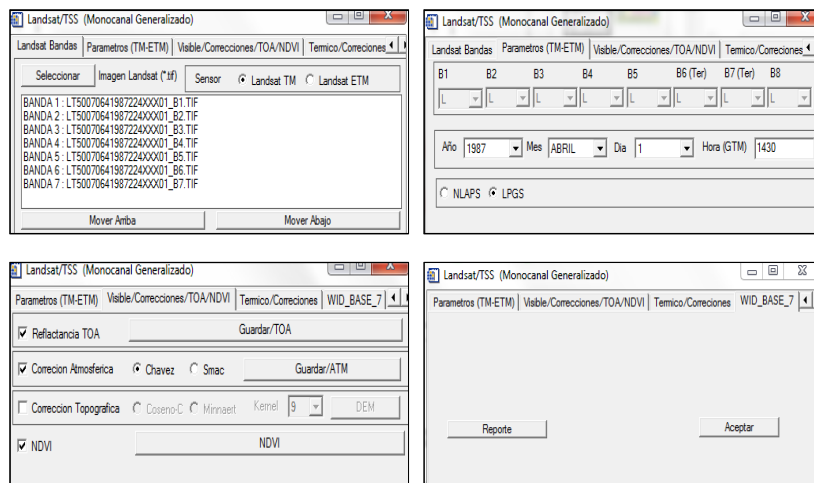 Landsat/TSS (Monocanal Generalizado)
Landsat Bandas Parametros (TM-ETM) Visble/Correcciones/TOA/NDVI Termico/Correciones
Seleccionar Imagen Landsat (*.tif) Sensor Landsat TM Landsat ETM
BANDA 1 : LT50070641987224XXX01_B1.TIF
BANDA 2 : LT50070641987224XXX01_B2.TIF
BANDA 3 : LT50070641987224XXX01_B3.TIF
BANDA 4 : LT50070641987224XXX01_B4.TIF
BANDA 5 : LT50070641987224XXX01_B5.TIF
BANDA 6 : LT50070641987224XXX01_B6.TIF
BANDA 7 : LT50070641987224XXX01_B7.TIF
Mover Arriba Mover Abajo
Landsat/TSS (Monocanal Generalizado)
Landsat Bandas Parametros (TM-ETM) Visble/Correcciones/TOA/NDVI Termico/Correciones
B1 B2 B3 B4 B5 B6 (Ter) B7 (Ter) B8
L L L L L L L L
Año 1987 Mes ABRIL Dia 1 Hora (GTM) 1430
NLAPS LPGS
Landsat/TSS (Monocanal Generalizado)
Parametros (TM-ETM) Visble/Correcciones/TOA/NDVI Termico/Correciones WID_BASE_7
Reflactancia TOA Guardar/TOA
Correcion Atmosferica Chavez Smac Guardar/ATM
Correccion Topografica Coseno-C Minnaert Kernel 9 DEM
NDVI NDVI
Landsat/TSS (Monocanal Generalizado)
Parametros (TM-ETM) Visble/Correcciones/TOA/NDVI Termico/Correciones WID_BASE_7
Reporte Aceptar